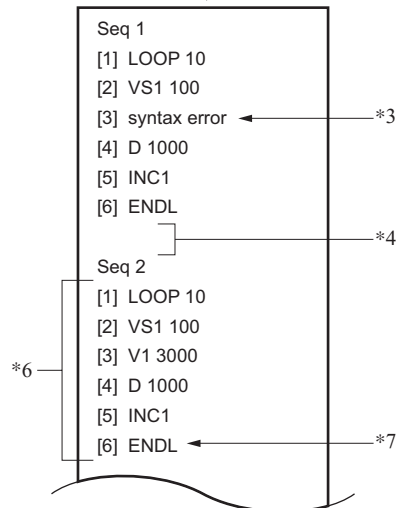 Seq 1
[1] LOOP 10
[2] VS1 100
[3] syntax error *3
[4] D 1000
[5] INC1
[6] ENDL
*4
Seq 2
[1] LOOP 10
[2] VS1 100
[3] V1 3000
*6
[4] D 1000
[5] INC1
[6] ENDL *7